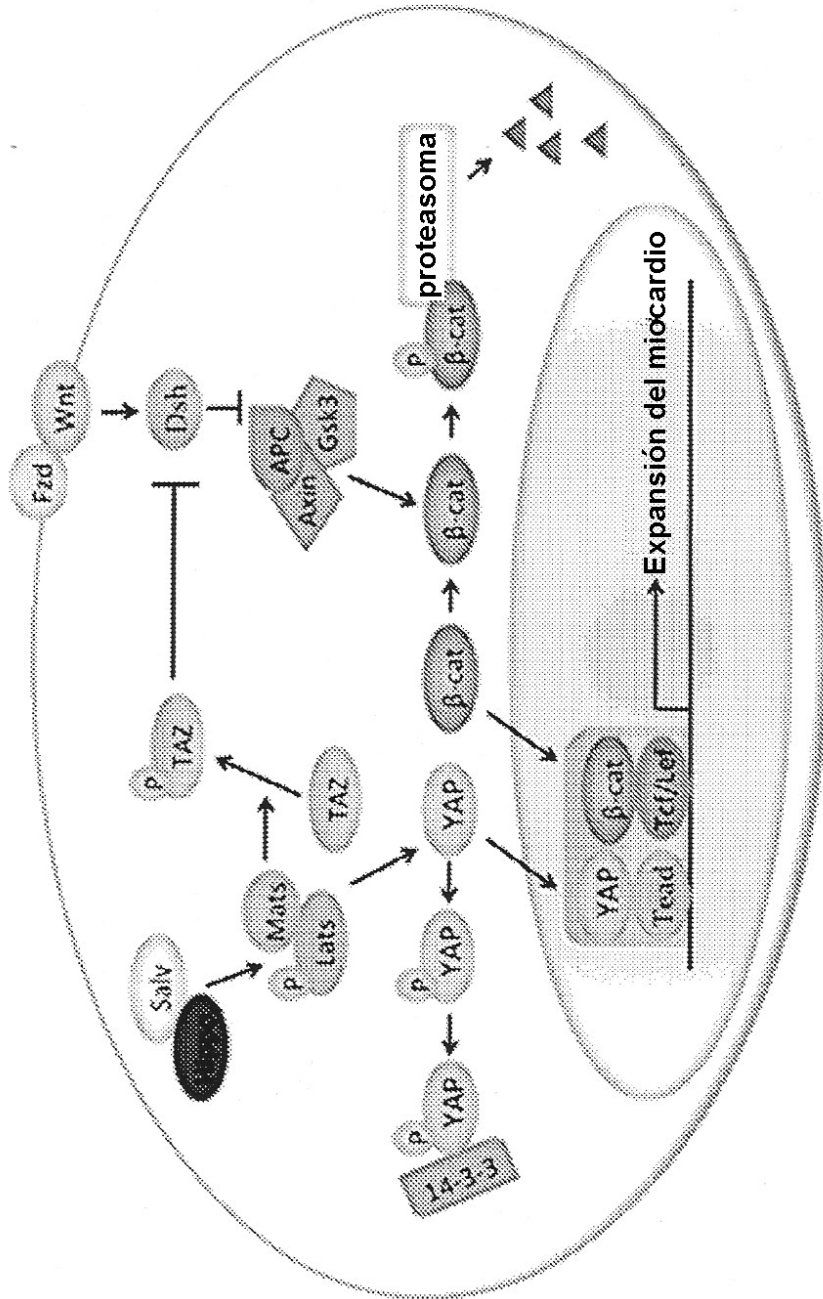 Fzd
Wnt
Salv
P
TAZ
Dsh
Mats
P
Lats
TAZ
APC
Axin
Gsk3
P
YAP
14-3-3
P
YAP
YAP
β-cat
β-cat
P
β-cat
proteasoma
YAP
β-cat
Tead
Tcf/Lef
Expansión del miocardio